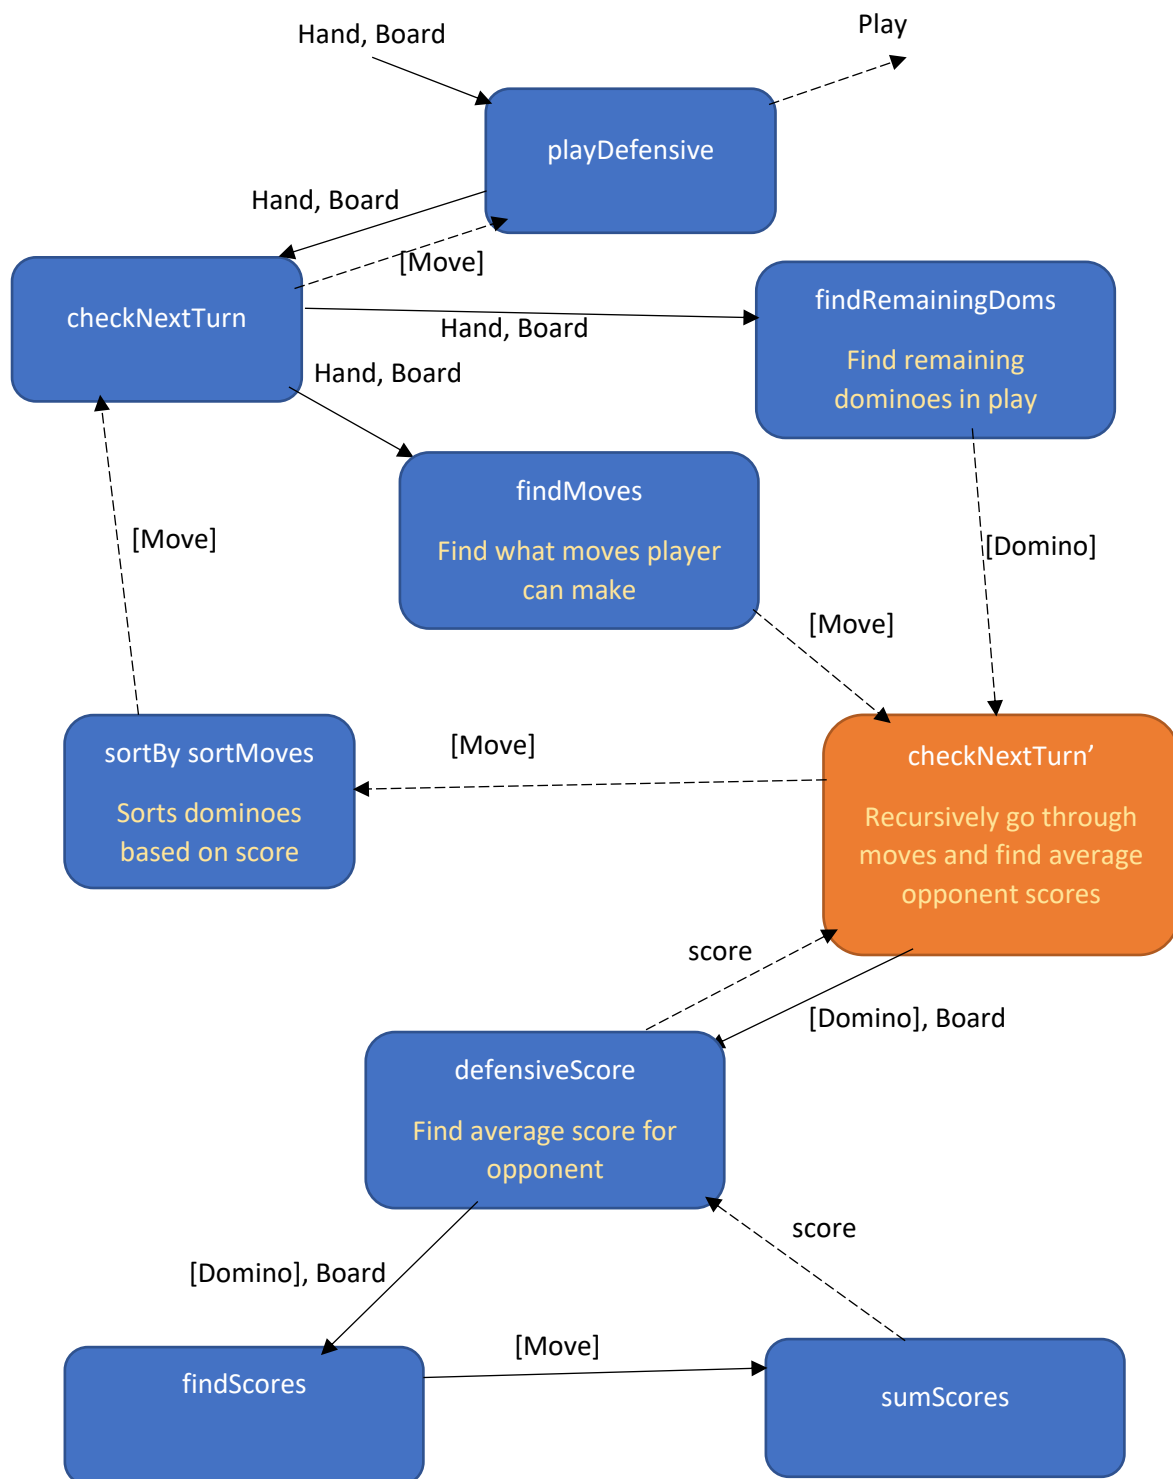 Play
Hand, Board
playDefensive
Hand, Board
[Move]
findRemainingDoms
checkNextTurn
Hand, Board
Find remaining
dominoes in play
Hand, Board
findMoves
[Move]
Find what moves player
can make
[Domino]
[Move]
sortBy sortMoves
[Move]
checkNextTurn’
Sorts dominoes
based on score
Recursively go through
moves and find average
opponent scores
score
[Domino], Board
defensiveScore
Find average score for
opponent
score
[Domino], Board
[Move]
findScores
sumScores